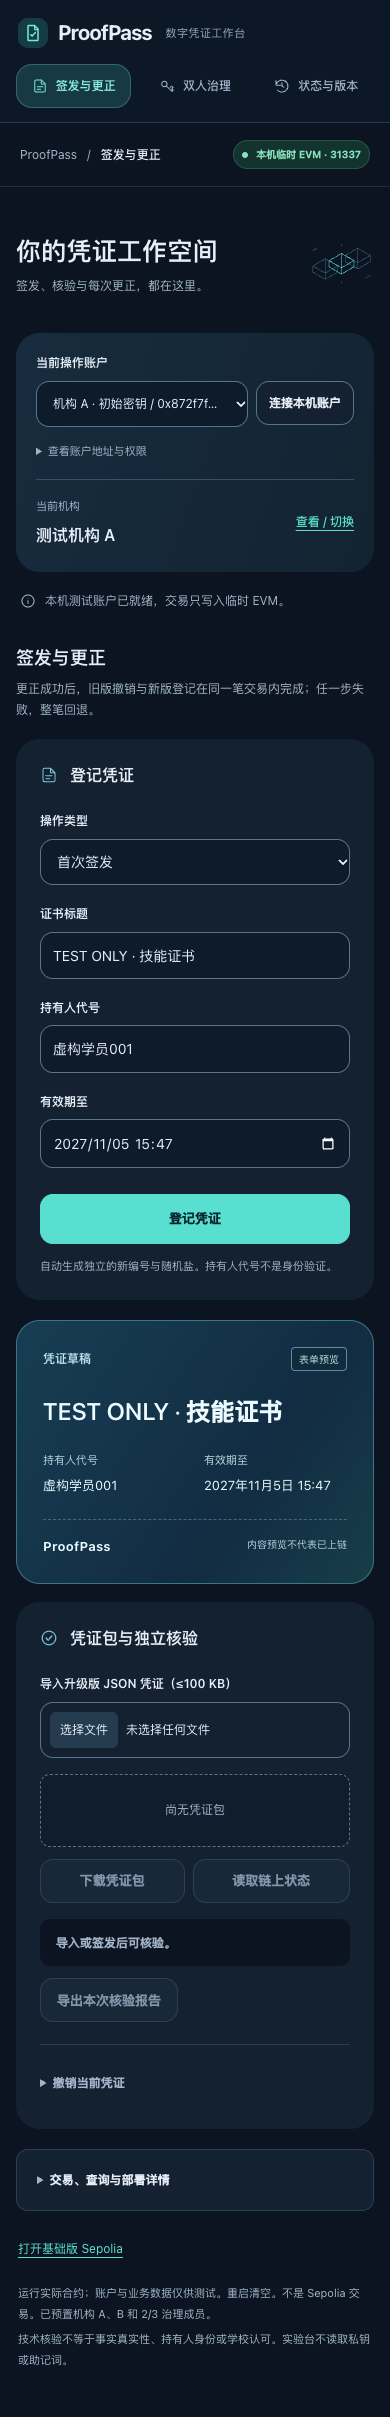 ProofPass 数字凭证工作台
签发与更正 双人治理 状态与版本
ProofPass / 签发与更正 本机临时 EVM · 31337
你的凭证工作空间
签发、核验与每次更正，都在这里。
当前操作账户
机构 A · 初始密钥 / 0x872f7f... 连接本机账户
查看账户地址与权限
当前机构
测试机构 A 查看 / 切换
本机测试账户已就绪，交易只写入临时 EVM。
签发与更正
更正成功后，旧版撤销与新版登记在同一笔交易内完成；任一步失
败，整笔回退。
登记凭证
操作类型
首次签发
证书标题
TEST ONLY · 技能证书
持有人代号
虚构学员001
有效期至
2027/11/05 15:47
登记凭证
自动生成独立的新编号与随机盐。持有人代号不是身份验证。
凭证草稿 表单预览
TEST ONLY · 技能证书
持有人代号 有效期至
虚构学员001 2027年11月5日 15:47
ProofPass 内容预览不代表已上链
凭证包与独立核验
导入升级版 JSON 凭证（≤100 KB）
选择文件 未选择任何文件
尚无凭证包
下载凭证包 读取链上状态
导入或签发后可核验。
导出本次核验报告
撤销当前凭证
交易、查询与部署详情
打开基础版 Sepolia
运行实际合约；账户与业务数据仅供测试。重启清空。不是 Sepolia 交
易。已预置机构 A、B 和 2/3 治理成员。
技术核验不等于事实真实性、持有人身份或学校认可。实验台不读取私钥
或助记词。